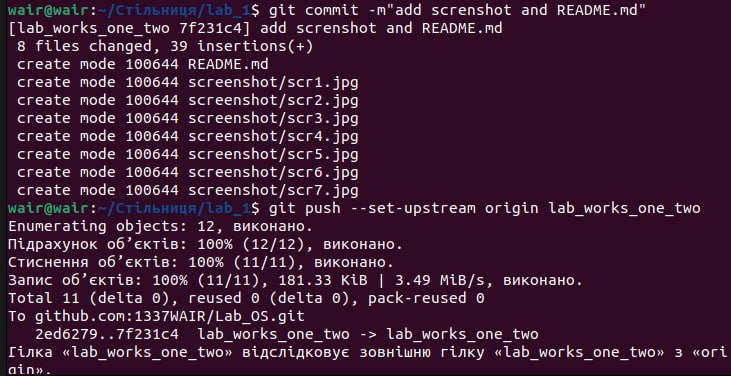 wair@wair:~/Стільниця/lab_1$ git commit -m"add screnshot and README.md"
[lab_works_one_two 7f231c4] add screnshot and README.md
 8 files changed, 39 insertions(+)
 create mode 100644 README.md
 create mode 100644 screenshot/scr1.jpg
 create mode 100644 screenshot/scr2.jpg
 create mode 100644 screenshot/scr3.jpg
 create mode 100644 screenshot/scr4.jpg
 create mode 100644 screenshot/scr5.jpg
 create mode 100644 screenshot/scr6.jpg
 create mode 100644 screenshot/scr7.jpg
wair@wair:~/Стільниця/lab_1$ git push --set-upstream origin lab_works_one_two
Enumerating objects: 12, виконано.
Підрахунок об’єктів: 100% (12/12), виконано.
Стиснення об’єктів: 100% (11/11), виконано.
Запис об’єктів: 100% (11/11), 181.33 KiB | 3.49 MiB/s, виконано.
Total 11 (delta 0), reused 0 (delta 0), pack-reused 0
To github.com:1337WAIR/Lab_OS.git
   2ed6279..7f231c4  lab_works_one_two -> lab_works_one_two
Гілка «lab_works_one_two» відслідковує зовнішню гілку «lab_works_one_two» з «ori
gin».